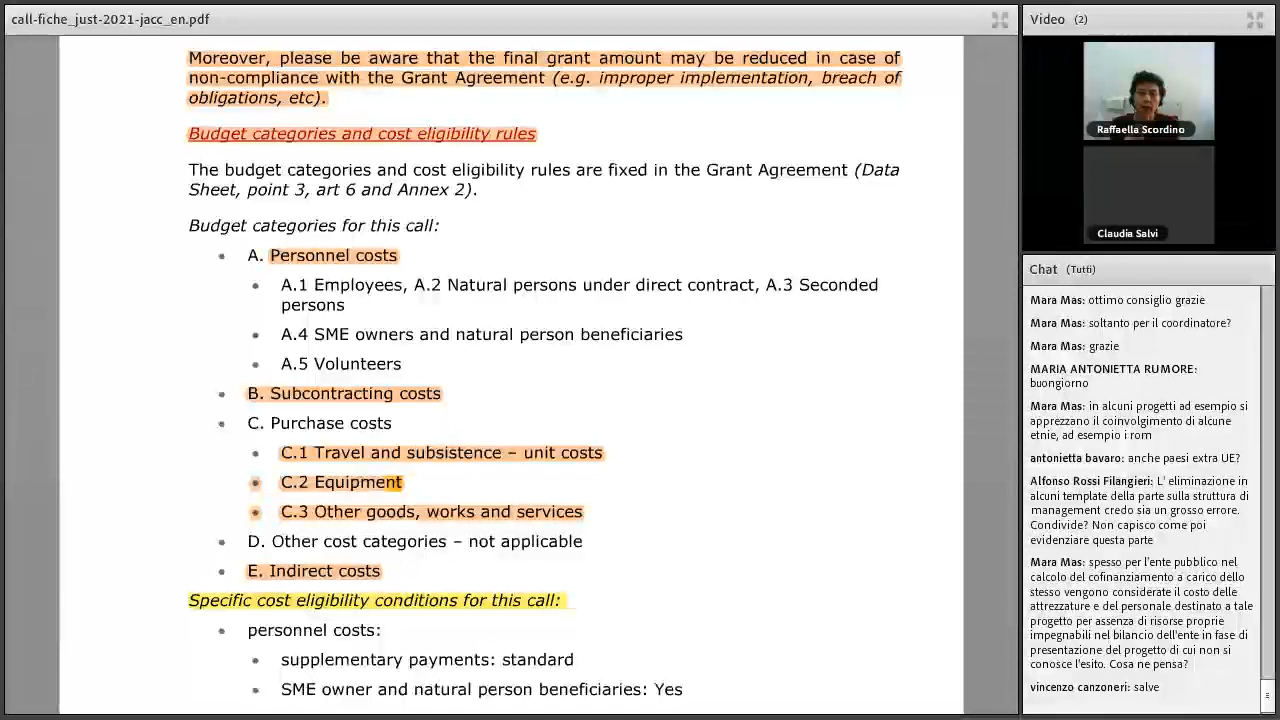 call-fiche_just-2021-jacc_en.pdf
Moreover, please be aware that the final grant amount may be reduced in case of
non-compliance with the Grant Agreement (e.g. improper implementation, breach of
obligations, etc).
Budget categories and cost eligibility rules
The budget categories and cost eligibility rules are fixed in the Grant Agreement (Data
Sheet, point 3, art 6 and Annex 2).
Budget categories for this call:
A. Personnel costs
A.1 Employees, A.2 Natural persons under direct contract, A.3 Seconded
persons
A.4 SME owners and natural person beneficiaries
A.5 Volunteers
B. Subcontracting costs
C. Purchase costs
C.1 Travel and subsistence – unit costs
C.2 Equipment
C.3 Other goods, works and services
D. Other cost categories – not applicable
E. Indirect costs
Specific cost eligibility conditions for this call:
personnel costs:
supplementary payments: standard
SME owner and natural person beneficiaries: Yes
Video (2)
Raffaella Scordino
Claudia Salvi
Chat (Tutti)
Mara Mas: ottimo consiglio grazie
Mara Mas: soltanto per il coordinatore?
Mara Mas: grazie
MARIA ANTONIETTA RUMORE:
buongiorno
Mara Mas: in alcuni progetti ad esempio si
apprezzano il coinvolgimento di alcune
etnie, ad esempio i rom
antonietta bavaro: anche paesi extra UE?
Alfonso Rossi Filangieri: L' eliminazione in
alcuni template della parte sulla struttura di
management credo sia un grosso errore.
Condivide? Non capisco come poi
evidenziare questa parte
Mara Mas: spesso per l'ente pubblico nel
calcolo del cofinanziamento a carico dello
stesso vengono considerate il costo delle
attrezzature e del personale destinato a tale
progetto per assenza di risorse proprie
impegnabili nel bilancio dell'ente in fase di
presentazione del progetto di cui non si
conosce l'esito. Cosa ne pensa?
vincenzo canzoneri: salve